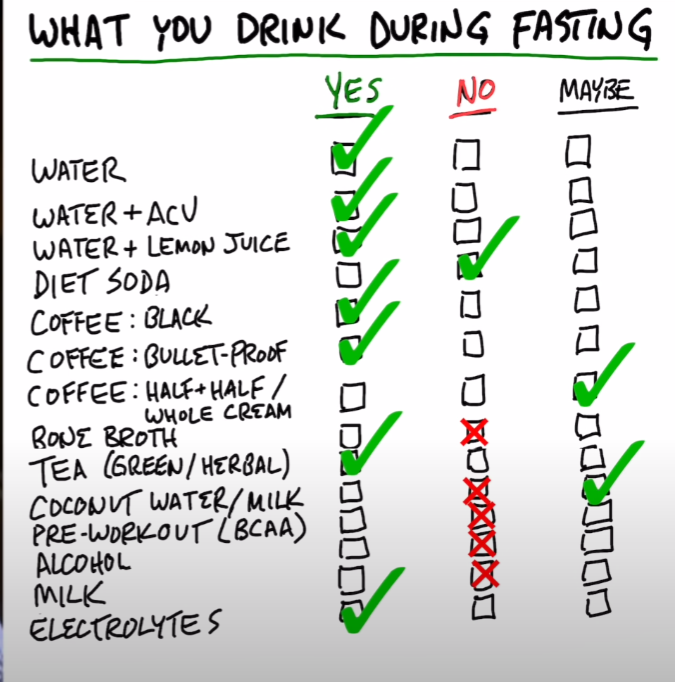 WHAT YOU DRINK DURING FASTING
YES NO MAYBE
WATER
WATER + ACV
WATER + LEMON JUICE
DIET SODA
COFFEE: BLACK
COFFEE: BULLET-PROOF
COFFEE: HALF + HALF /
WHOLE CREAM
BONE BROTH
TEA (GREEN/HERBAL)
COCONUT WATER/MILK
PRE-WORKOUT (BCAA)
ALCOHOL
MILK
ELECTROLYTES